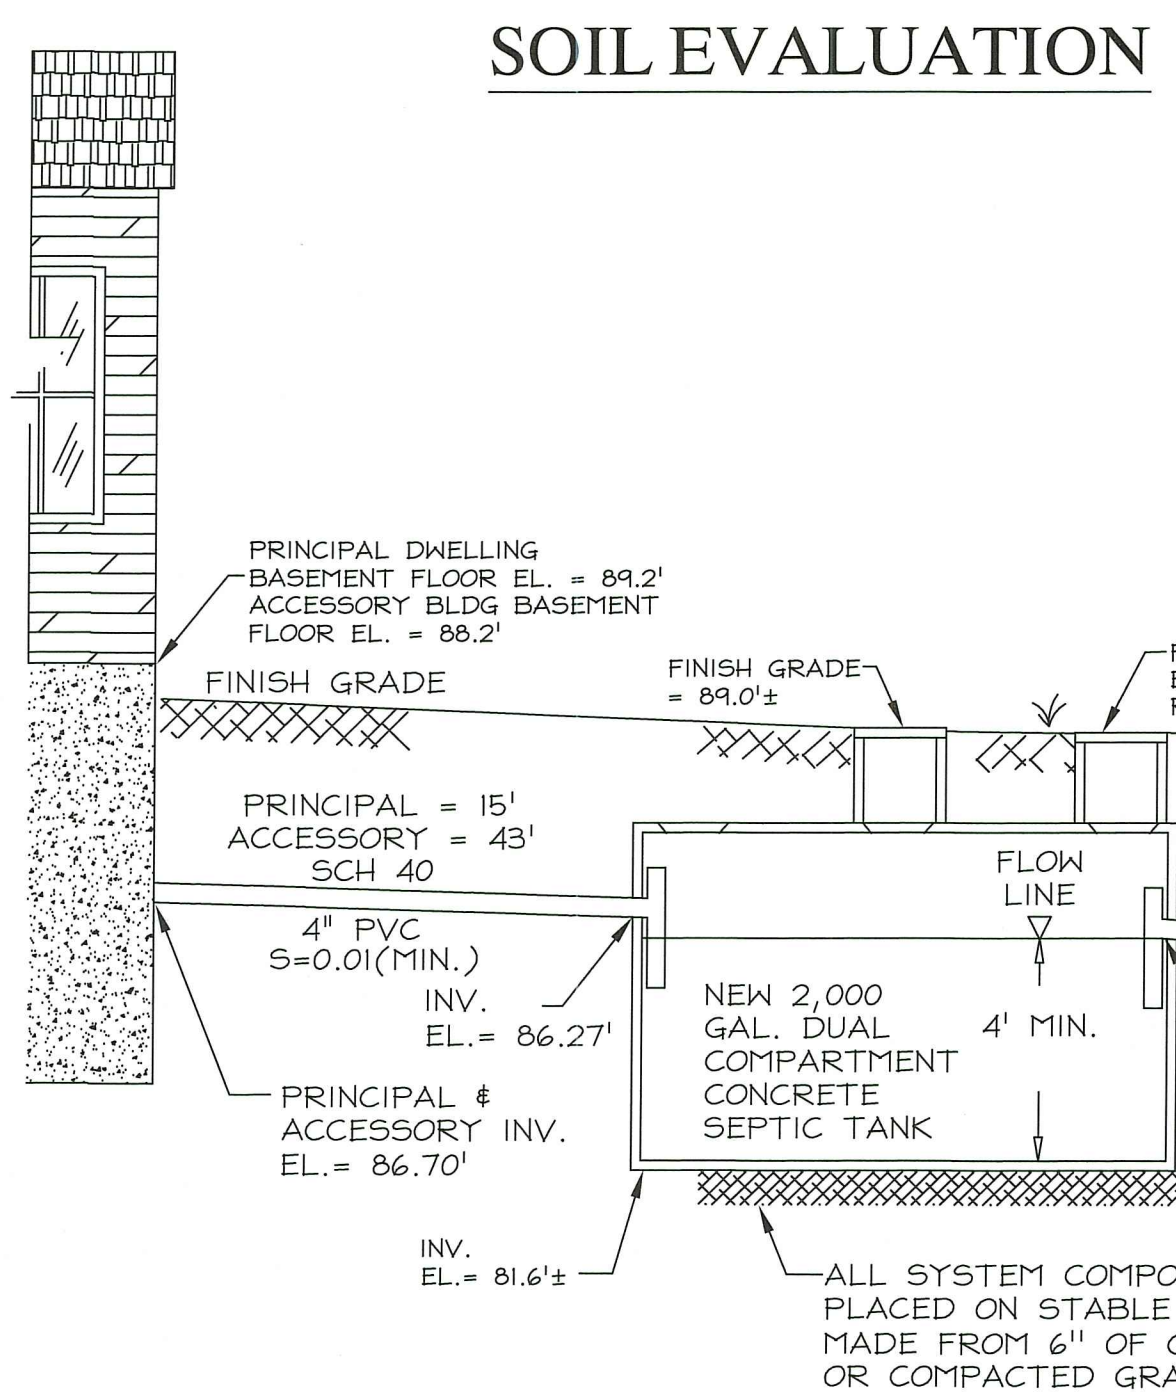 SOIL EVALUATION
PRINCIPAL DWELLING
BASEMENT FLOOR EL. = 89.2'
ACCESSORY BLDG BASEMENT
FLOOR EL. = 88.2'
FINISH GRADE
FINISH GRADE
= 89.0'±
PRINCIPAL = 15'
ACCESSORY = 43'
SCH 40
4" PVC
S=0.01(MIN.)
INV.
EL.= 86.27'
FLOW
LINE
NEW 2,000
GAL. DUAL
COMPARTMENT
CONCRETE
SEPTIC TANK
4' MIN.
PRINCIPAL &
ACCESSORY INV.
EL.= 86.70'
INV.
EL.= 81.6'±
ALL SYSTEM
PLACED ON STABLE
MADE FROM 6" OF
OR COMPACTED